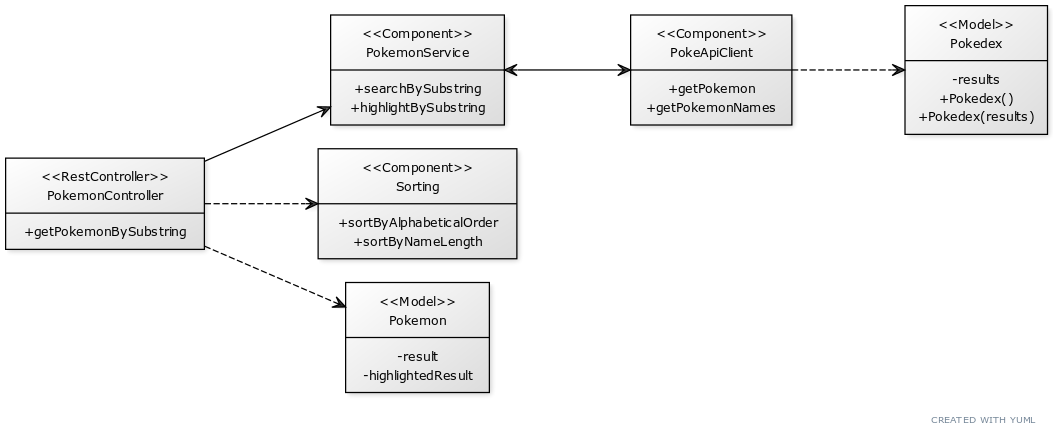 <<Component>>
PokemonService
+searchBySubstring
+highlightBySubstring
<<Component>>
PokeApiClient
+getPokemon
+getPokemonNames
<<Model>>
Pokedex
-results
+Pokedex()
+Pokedex(results)
<<RestController>>
PokemonController
+getPokemonBySubstring
<<Component>>
Sorting
+sortByAlphabeticalOrder
+sortByNameLength
<<Model>>
Pokemon
-result
-highlightedResult
CREATED WITH YUML